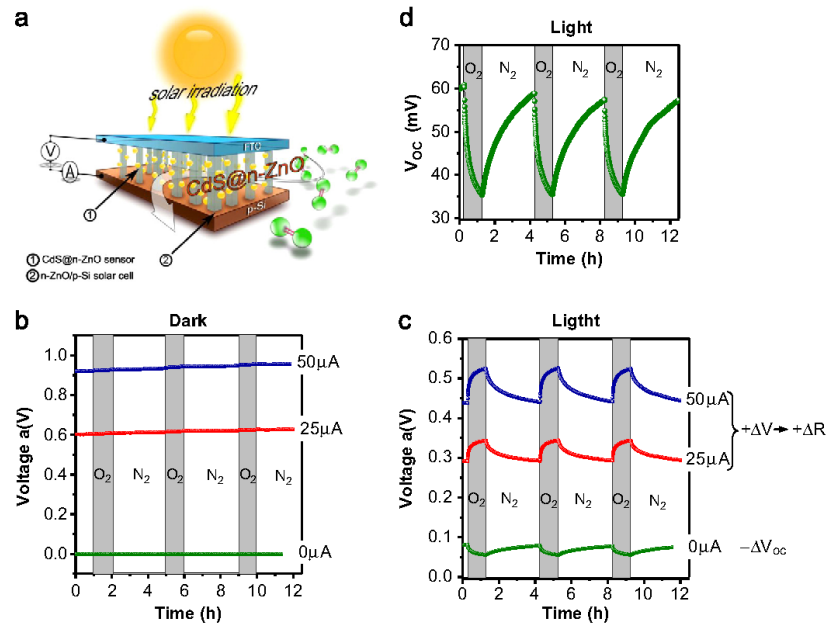 a
solar irradiation
FTO
V
A
CdS@n-ZnO
p-Si
1
2
1 CdS@n-ZnO sensor
2 n-ZnO/p-Si solar cell
d
Light
70
60
50
40
30
V_OC (mV)
O2 N2 O2 N2 O2 N2
0 2 4 6 8 10 12
Time (h)
b
Dark
1.0
0.8
0.6
0.4
0.2
0.0
Voltage a(V)
50µA
25µA
O2 N2 O2 N2 O2 N2
0µA
0 2 4 6 8 10 12
Time (h)
c
Ligtht
0.6
0.5
0.4
0.3
0.2
0.1
0.0
Voltage a(V)
50µA
+ΔV → +ΔR
25µA
O2 N2 O2 N2 O2 N2
0µA −ΔV_OC
0 2 4 6 8 10 12
Time (h)